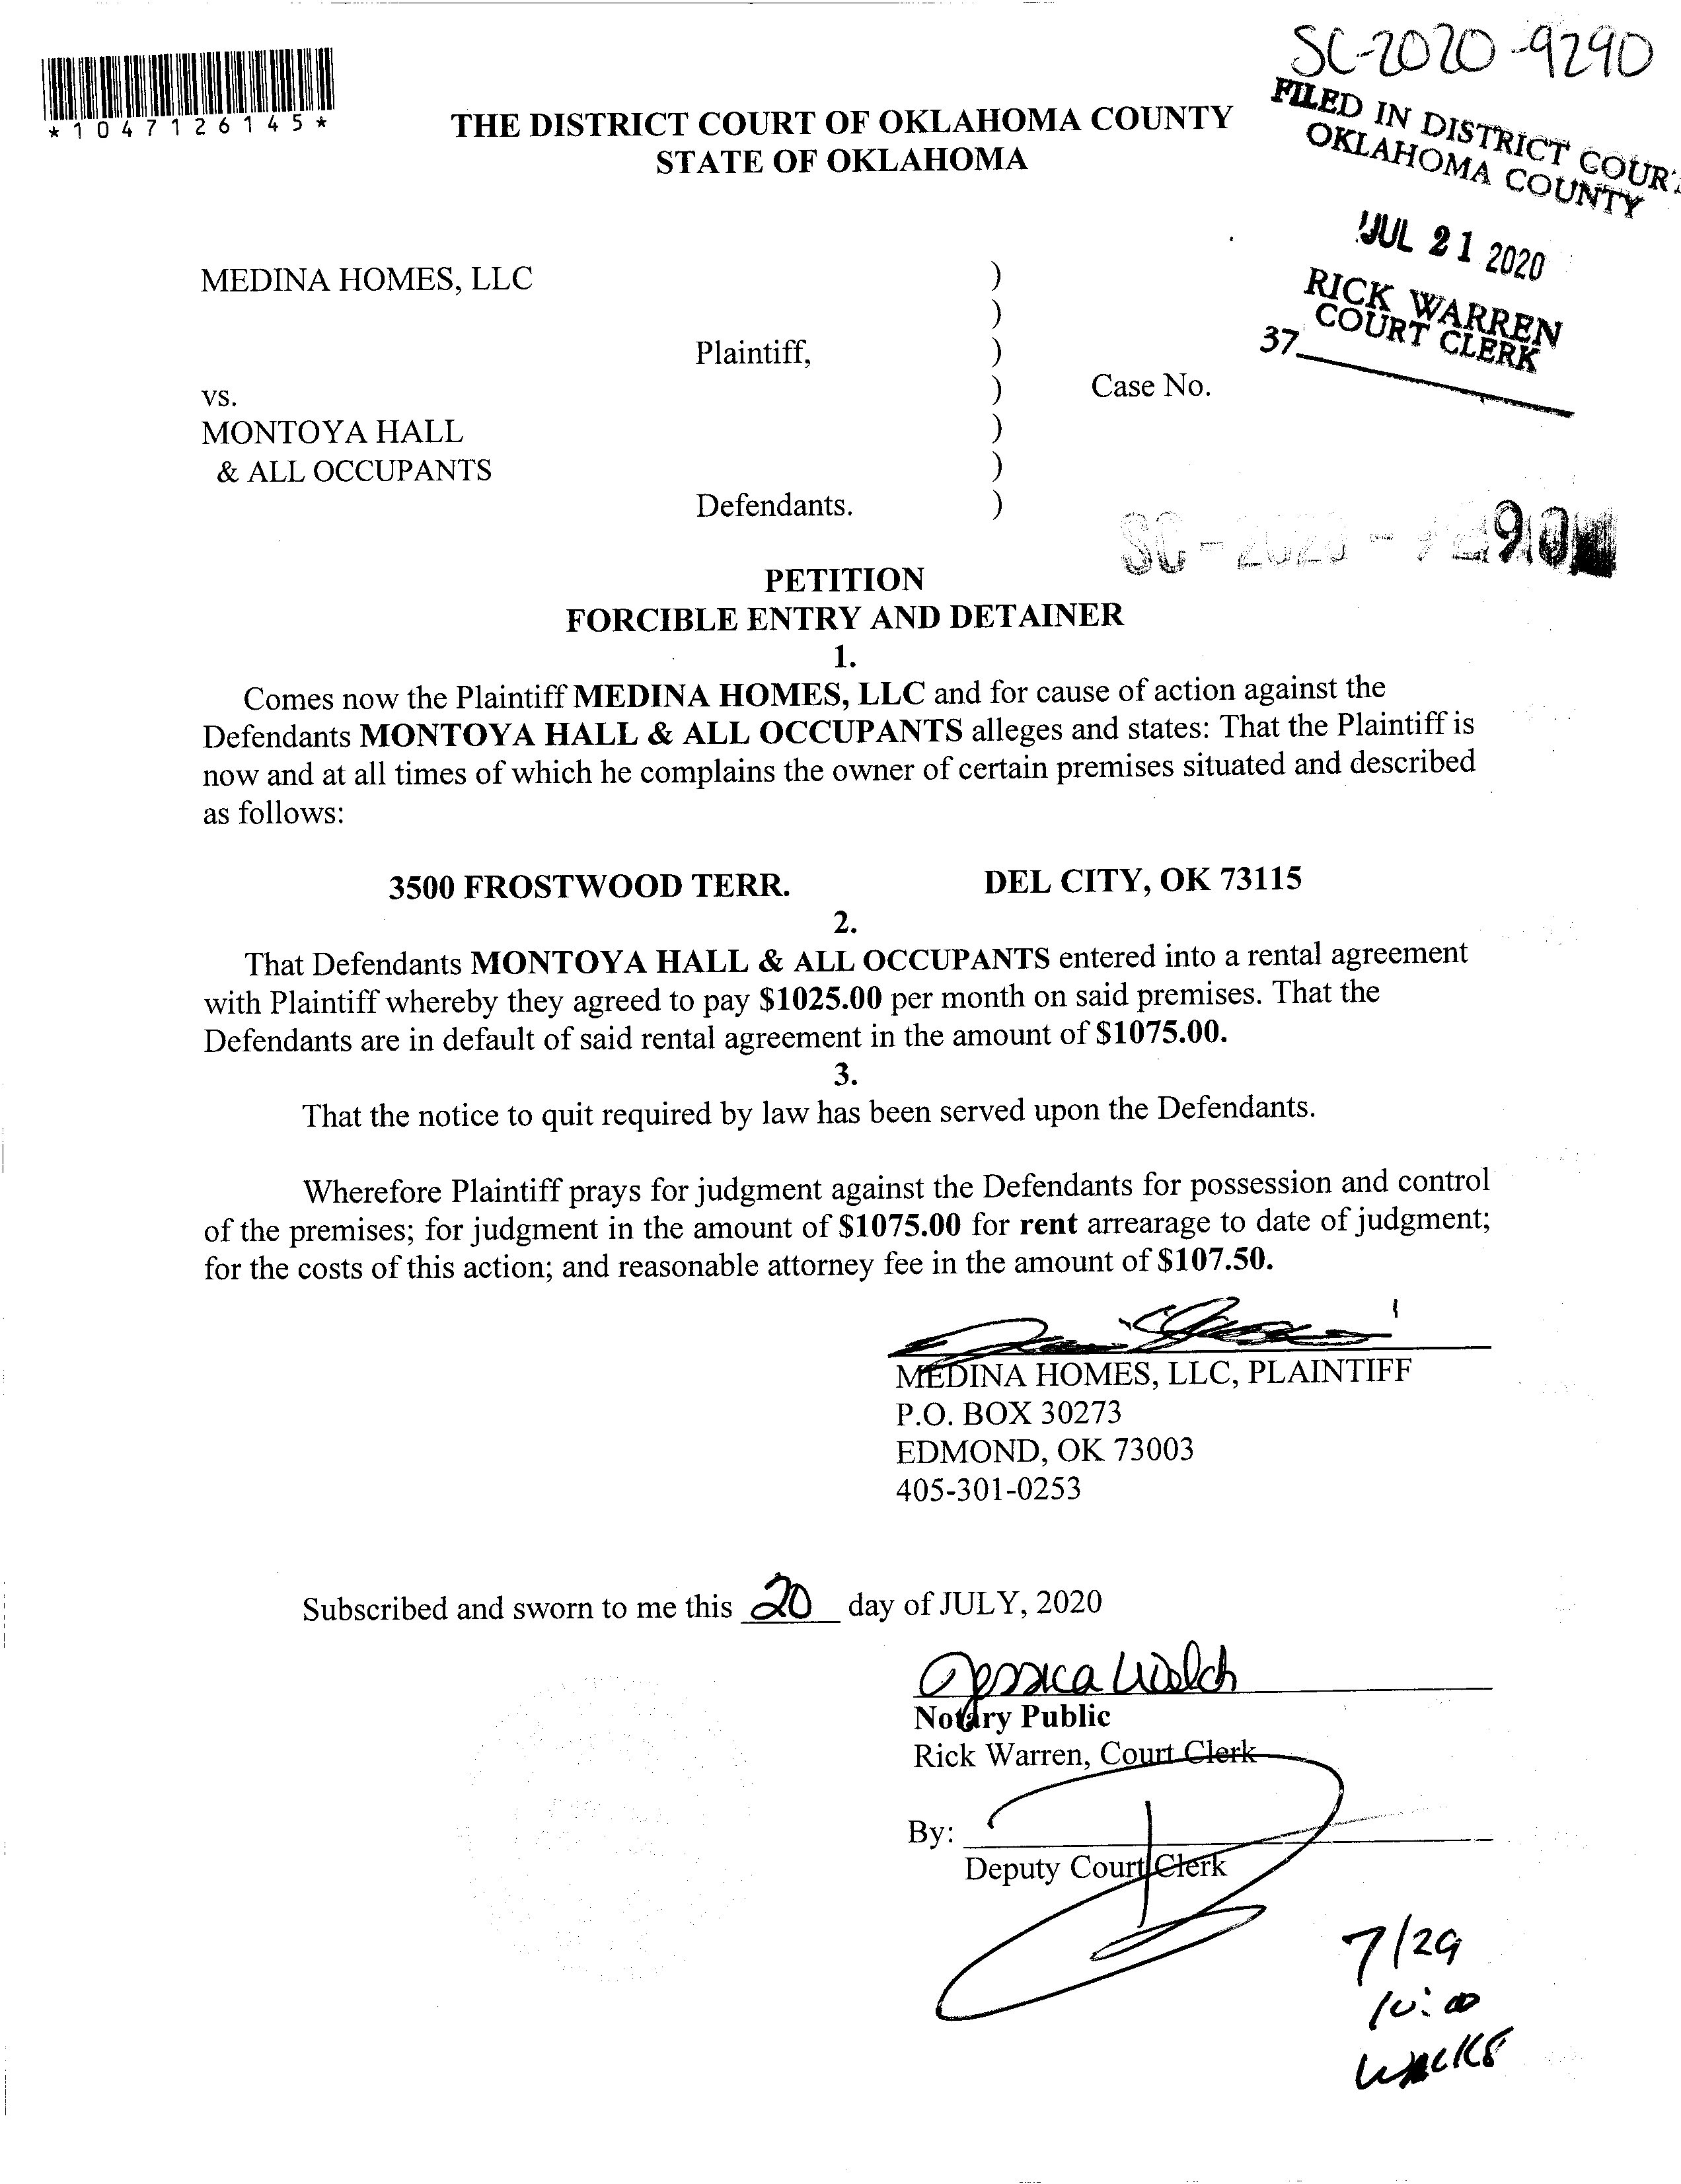 SC-2020-9290
*1047126145*
THE DISTRICT COURT OF OKLAHOMA COUNTY
STATE OF OKLAHOMA
FILED IN DISTRICT COURT
OKLAHOMA COUNTY
JUL 21 2020
RICK WARREN
COURT CLERK
37
MEDINA HOMES, LLC )
)
Plaintiff, )
vs. ) Case No.
MONTOYA HALL )
& ALL OCCUPANTS )
Defendants. )
SC-2020-9290
PETITION
FORCIBLE ENTRY AND DETAINER
1.
Comes now the Plaintiff MEDINA HOMES, LLC and for cause of action against the
Defendants MONTOYA HALL & ALL OCCUPANTS alleges and states: That the Plaintiff is
now and at all times of which he complains the owner of certain premises situated and described
as follows:
3500 FROSTWOOD TERR. DEL CITY, OK 73115
2.
That Defendants MONTOYA HALL & ALL OCCUPANTS entered into a rental agreement
with Plaintiff whereby they agreed to pay $1025.00 per month on said premises. That the
Defendants are in default of said rental agreement in the amount of $1075.00.
3.
That the notice to quit required by law has been served upon the Defendants.
Wherefore Plaintiff prays for judgment against the Defendants for possession and control
of the premises; for judgment in the amount of $1075.00 for rent arrearage to date of judgment;
for the costs of this action; and reasonable attorney fee in the amount of $107.50.
MEDINA HOMES, LLC, PLAINTIFF
P.O. BOX 30273
EDMOND, OK 73003
405-301-0253
Subscribed and sworn to me this 20 day of JULY, 2020
Jessica Welch
Notary Public
Rick Warren, Court Clerk
By:
Deputy Court Clerk
7/29
10:00